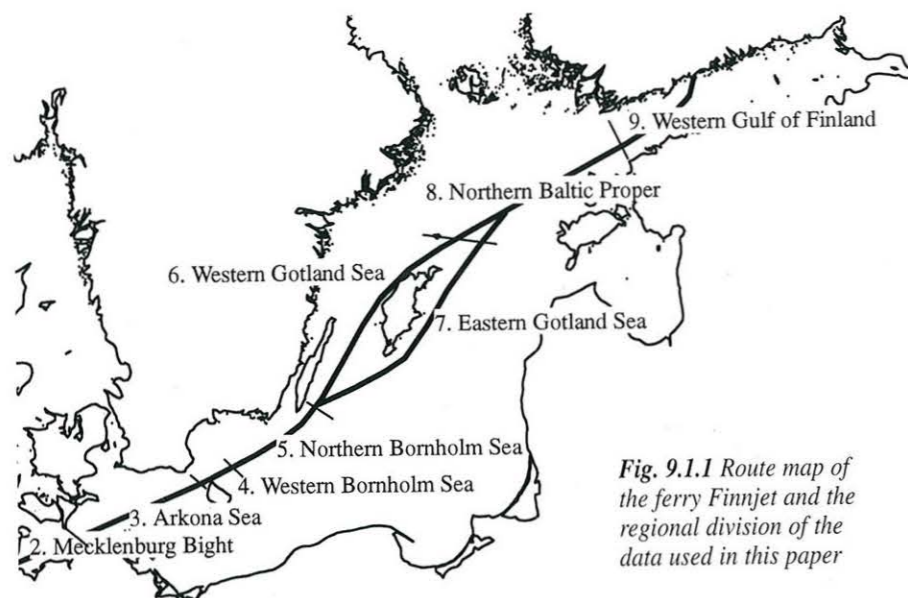 9. Western Gulf of Finland
8. Northern Baltic Proper
6. Western Gotland Sea
7. Eastern Gotland Sea
5. Northern Bornholm Sea
4. Western Bornholm Sea
3. Arkona Sea
2. Mecklenburg Bight
Fig. 9.1.1 Route map of
the ferry Finnjet and the
regional division of the
data used in this paper